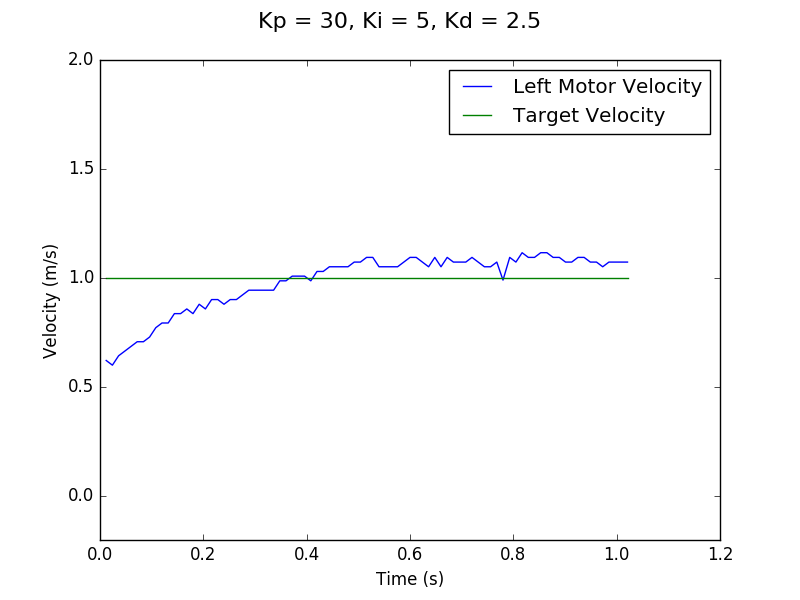 Kp = 30, Ki = 5, Kd = 2.5
Left Motor Velocity
Target Velocity
2.0
1.5
1.0
0.5
0.0
Velocity (m/s)
0.0 0.2 0.4 0.6 0.8 1.0 1.2
Time (s)